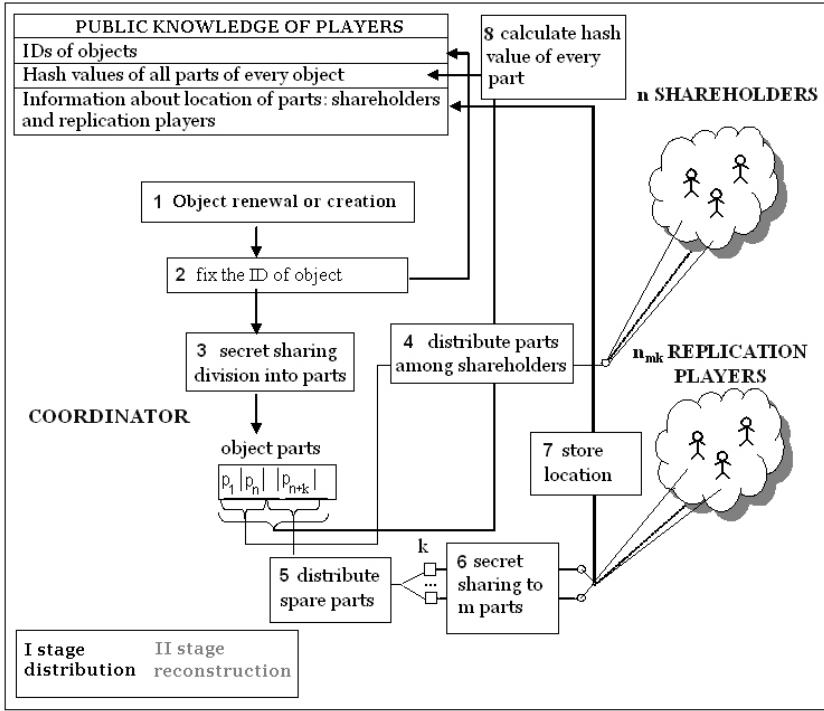 PUBLIC KNOWLEDGE OF PLAYERS
IDs of objects
Hash values of all parts of every object
Information about location of parts: shareholders
and replication players
8 calculate hash
value of every
part
n SHAREHOLDERS
1 Object renewal or creation
2 fix the ID of object
3 secret sharing
division into parts
4 distribute parts
among shareholders
n_mk REPLICATION
PLAYERS
COORDINATOR
object parts
p_1 | p_n | | p_n+k |
7 store
location
k
5 distribute
spare parts
...
6 secret
sharing to
m parts
I stage
distribution
II stage
reconstruction